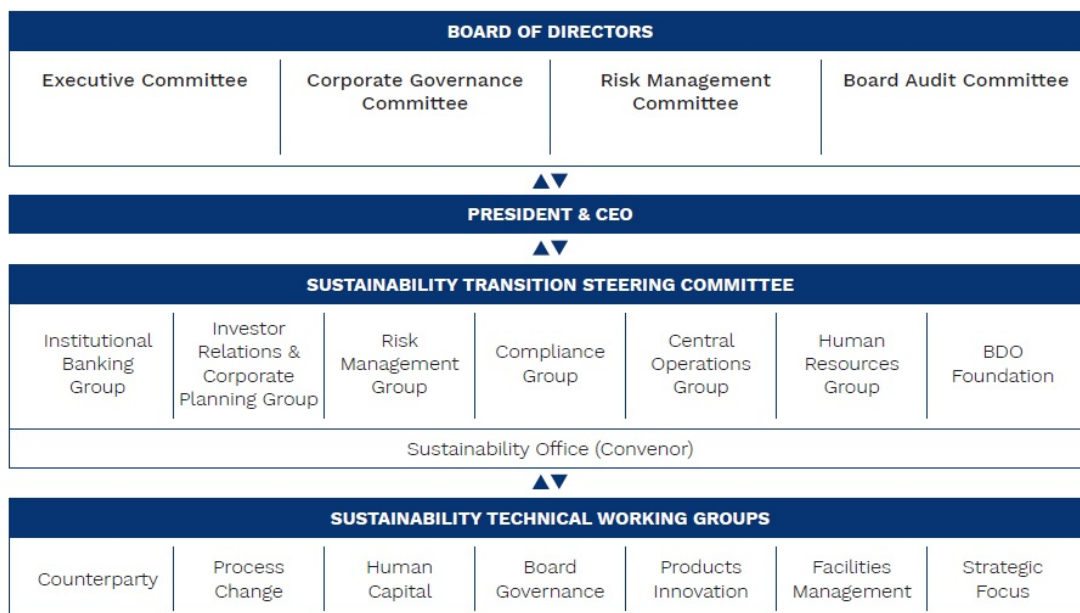 BOARD OF DIRECTORS
Executive Committee
Corporate Governance
Committee
Risk Management
Committee
Board Audit Committee
PRESIDENT & CEO
SUSTAINABILITY TRANSITION STEERING COMMITTEE
Institutional
Banking
Group
Investor
Relations &
Corporate
Planning Group
Risk
Management
Group
Compliance
Group
Central
Operations
Group
Human
Resources
Group
BDO
Foundation
Sustainability Office (Convenor)
SUSTAINABILITY TECHNICAL WORKING GROUPS
Counterparty
Process
Change
Human
Capital
Board
Governance
Products
Innovation
Facilities
Management
Strategic
Focus